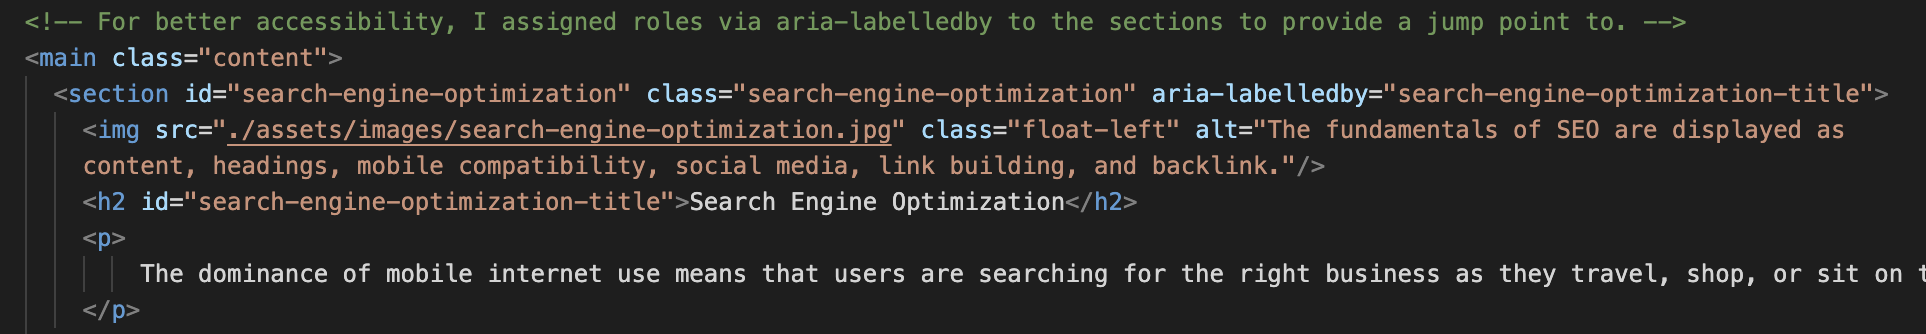 <!-- For better accessibility, I assigned roles via aria-labelledby to the sections to provide a jump point to. -->
<main class="content">
<section id="search-engine-optimization" class="search-engine-optimization" aria-labelledby="search-engine-optimization-title">
<img src="./assets/images/search-engine-optimization.jpg" class="float-left" alt="The fundamentals of SEO are displayed as
content, headings, mobile compatibility, social media, link building, and backlink."/>
<h2 id="search-engine-optimization-title">Search Engine Optimization</h2>
<p>
The dominance of mobile internet use means that users are searching for the right business as they travel, shop, or sit on
</p>